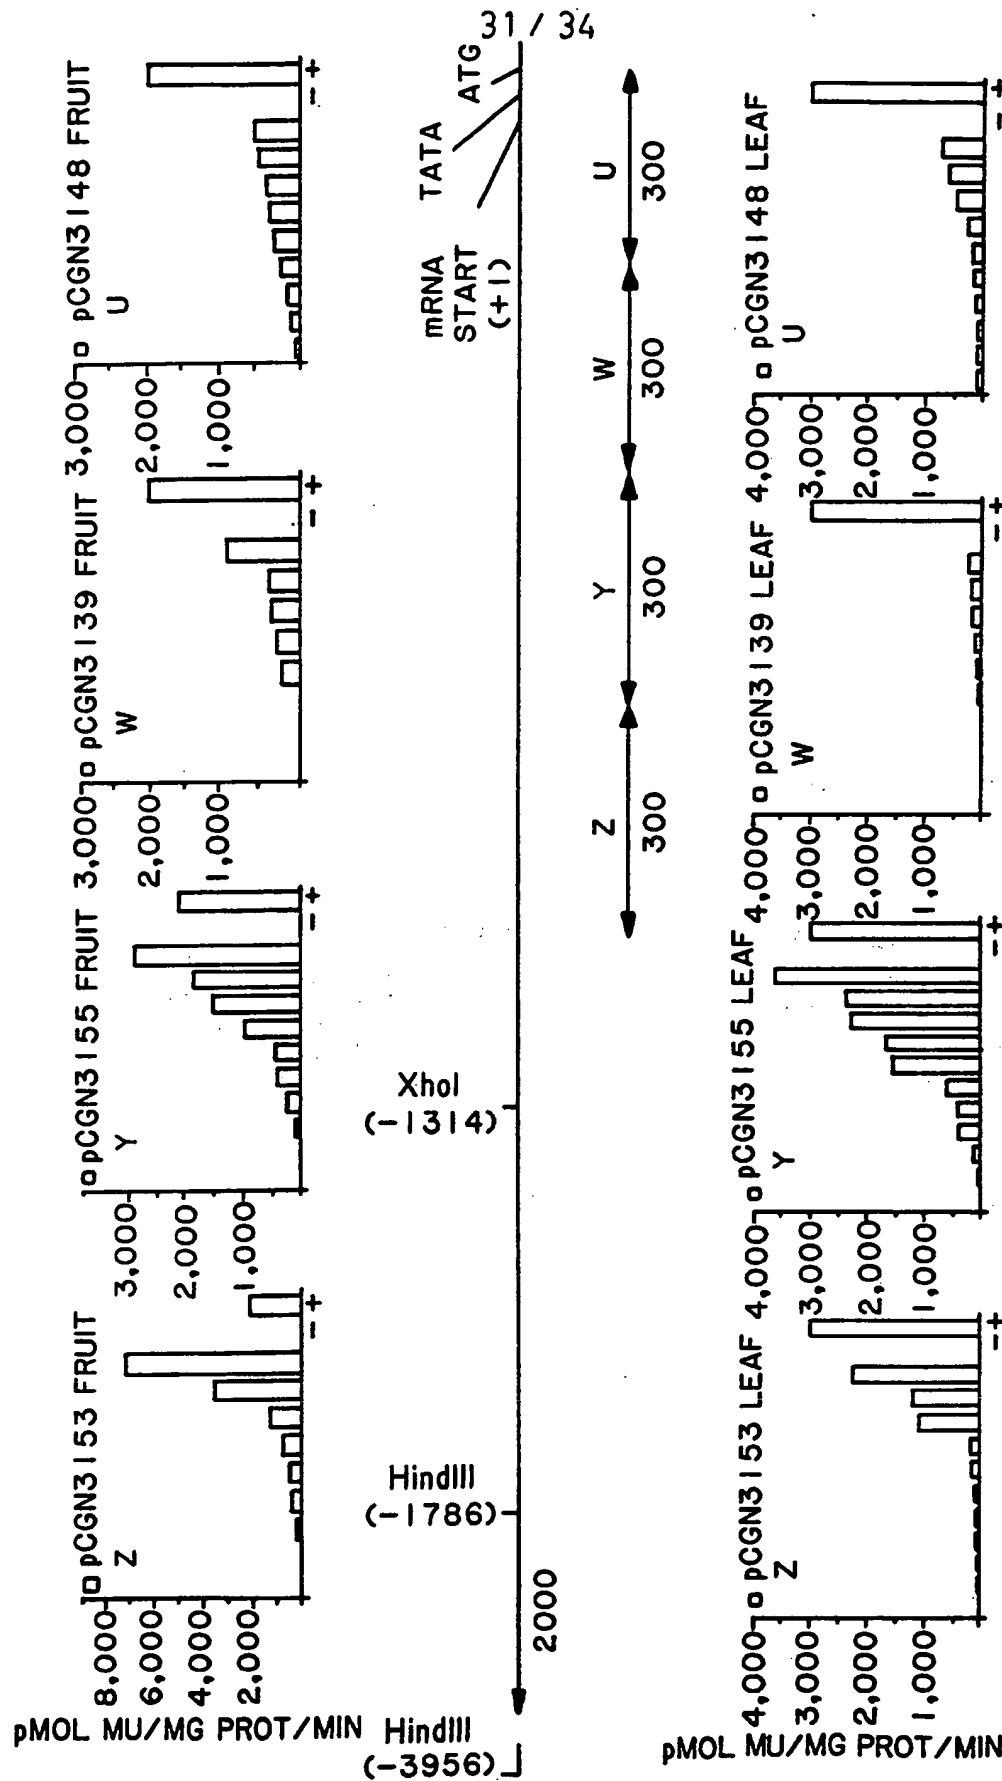 31 / 34
pCGN3153 FRUIT
Z
8,000
6,000
4,000
2,000
- +
pMOL MU/MG PROT/MIN
pCGN3155 FRUIT
Y
3,000
2,000
1,000
- +
pCGN3139 FRUIT
W
3,000
2,000
1,000
- +
pCGN3148 FRUIT
U
3,000
2,000
1,000
- +
HindIII
(-3956)
2000
HindIII
(-1786)
XhoI
(-1314)
mRNA
START
(+1)
TATA
ATG
Z
300
Y
300
W
300
U
300
pCGN3153 LEAF
Z
4,000
3,000
2,000
1,000
- +
pMOL MU/MG PROT/MIN
pCGN3155 LEAF
Y
4,000
3,000
2,000
1,000
- +
pCGN3139 LEAF
W
4,000
3,000
2,000
1,000
- +
pCGN3148 LEAF
U
4,000
3,000
2,000
1,000
- +